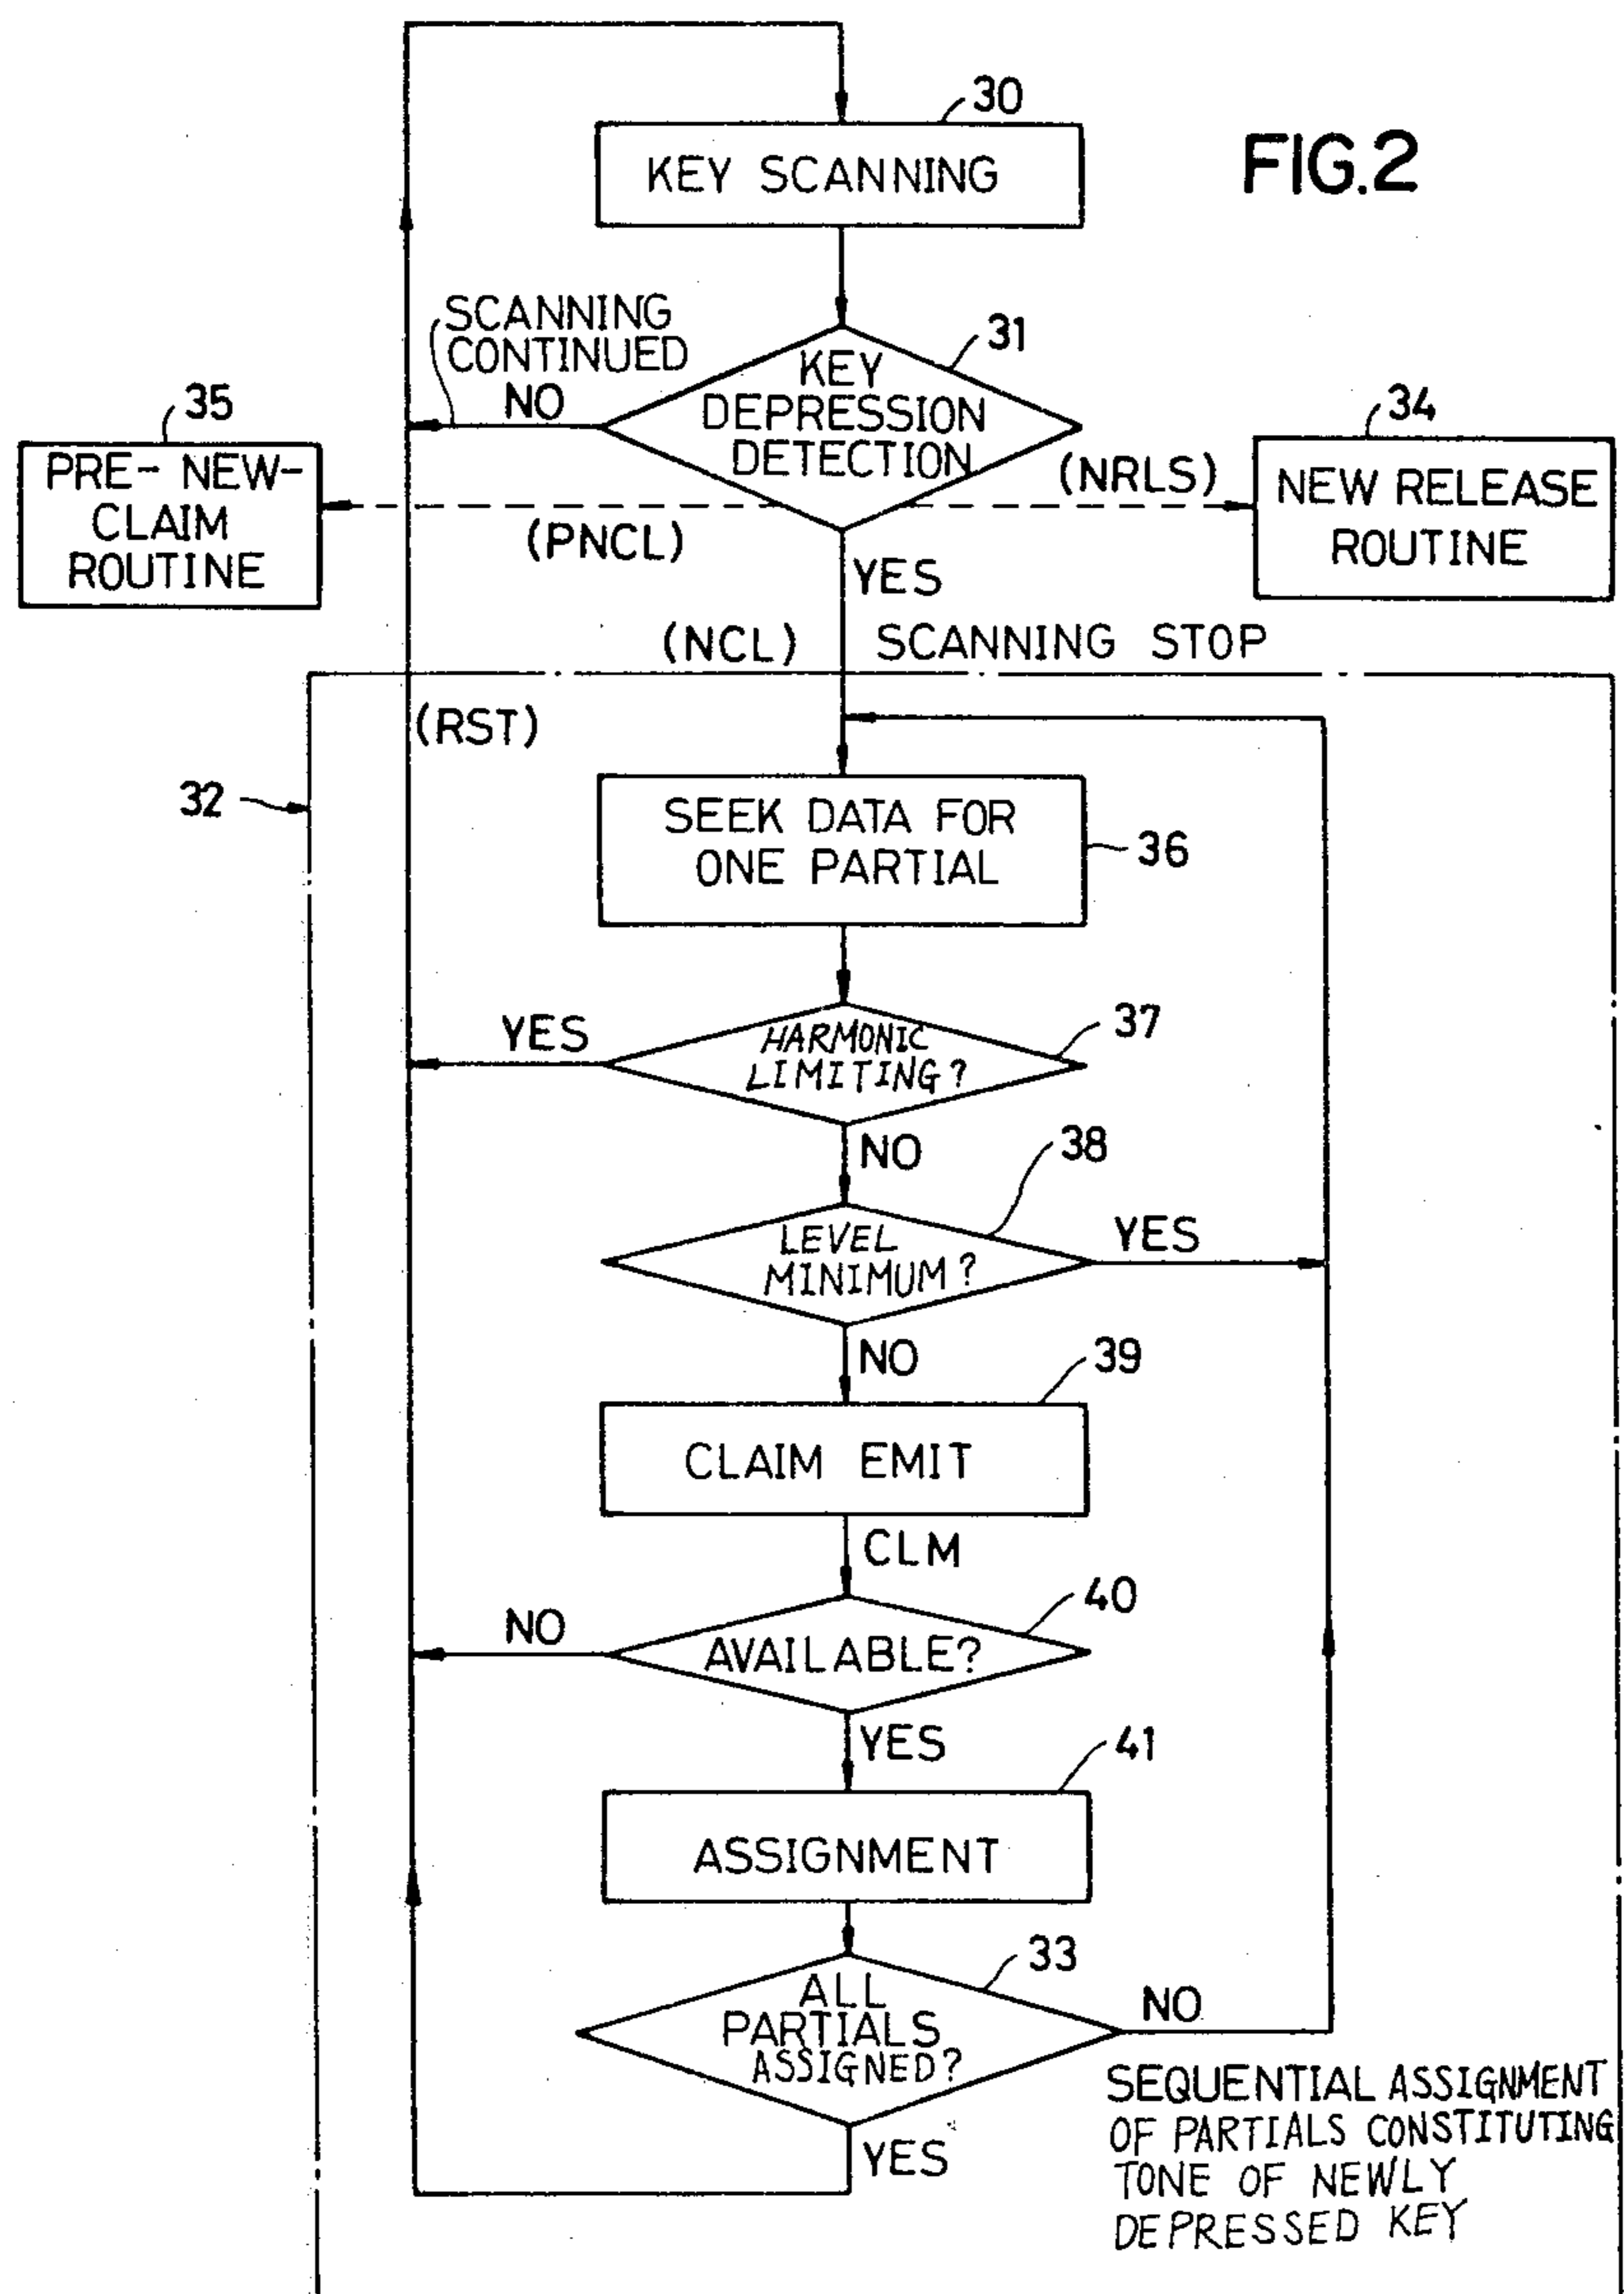 30
KEY SCANNING
FIG.2
SCANNING
CONTINUED
NO
31
KEY
DEPRESSION
DETECTION
35
PRE- NEW-
CLAIM
ROUTINE
(PNCL)
34
(NRLS)
NEW RELEASE
ROUTINE
YES
(NCL)
SCANNING STOP
(RST)
32
SEEK DATA FOR
ONE PARTIAL
36
YES
HARMONIC
LIMITING?
37
NO
38
LEVEL
MINIMUM?
YES
NO
39
CLAIM EMIT
CLM
40
NO
AVAILABLE?
YES
41
ASSIGNMENT
33
ALL
PARTIALS
ASSIGNED?
NO
YES
SEQUENTIAL ASSIGNMENT
OF PARTIALS CONSTITUTING
TONE OF NEWLY
DEPRESSED KEY